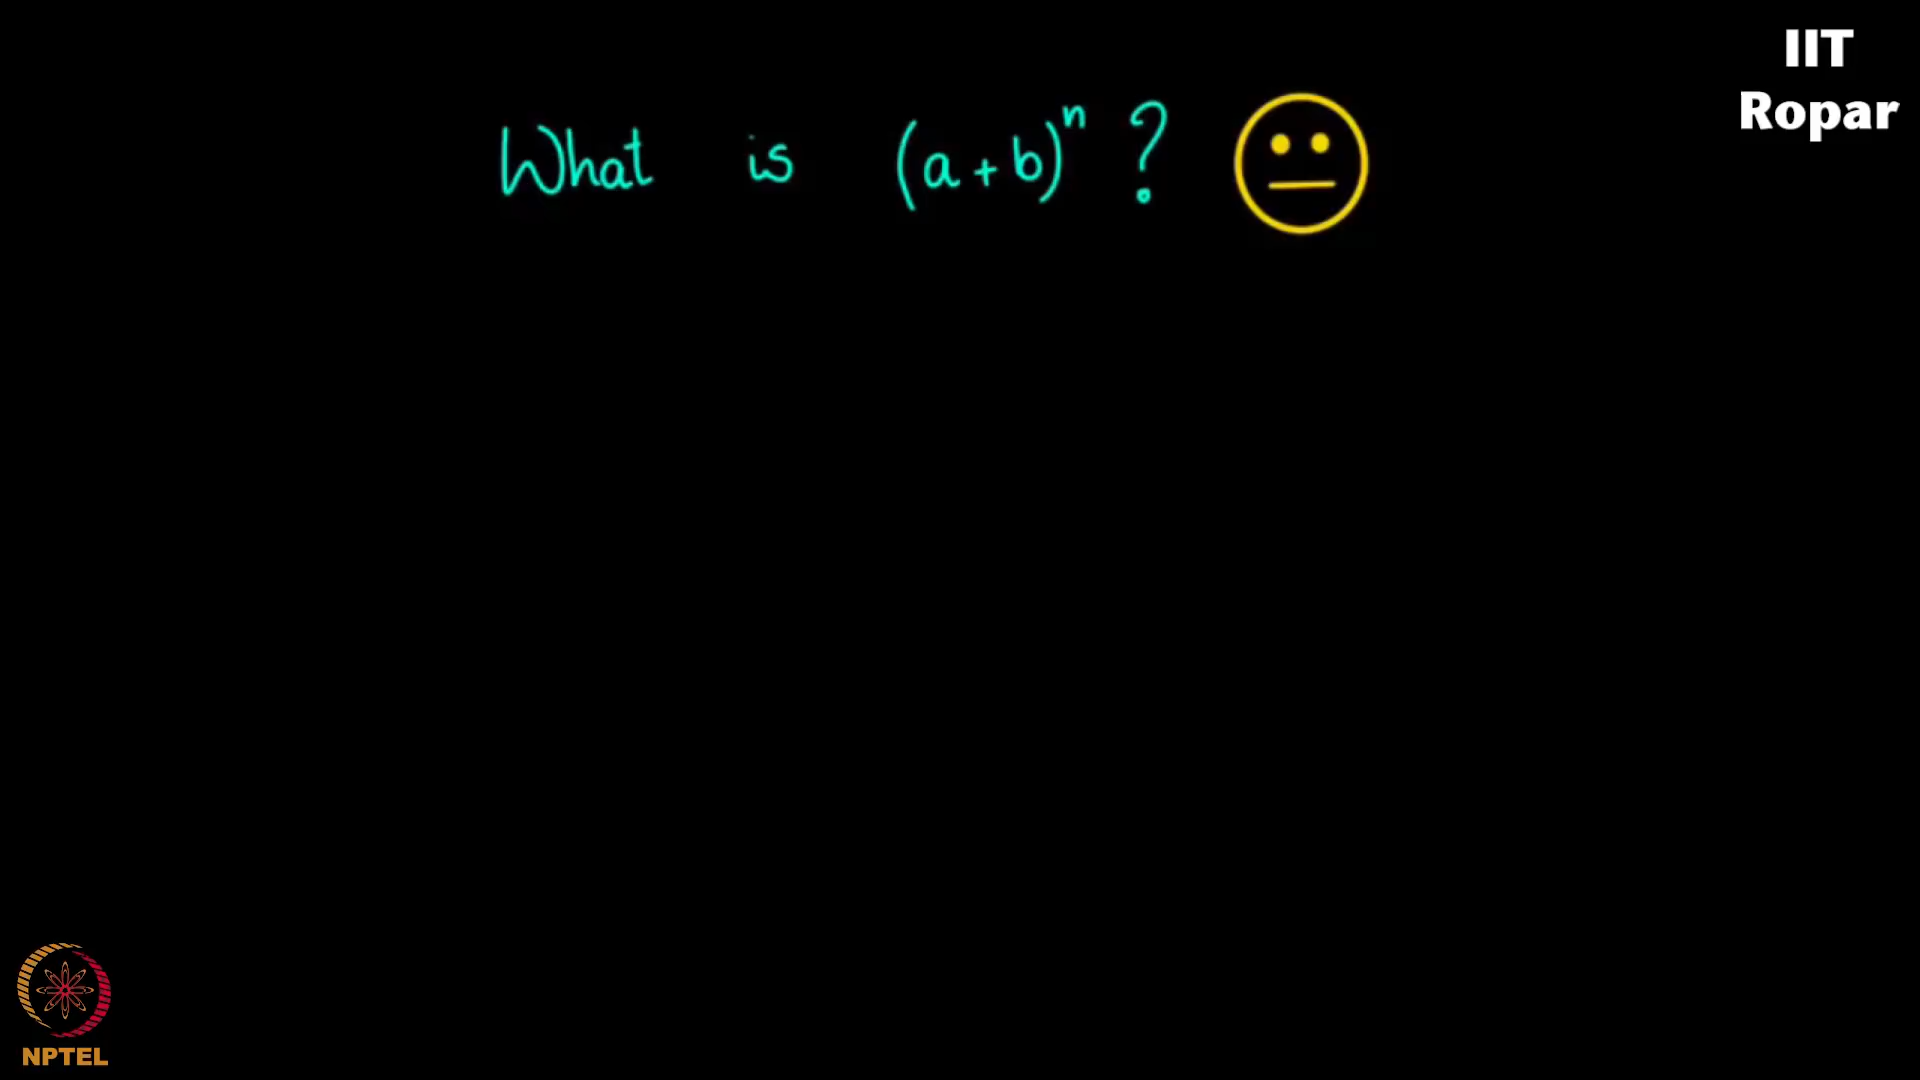 What is (a+b)ⁿ ?
IIT
Ropar
NPTEL